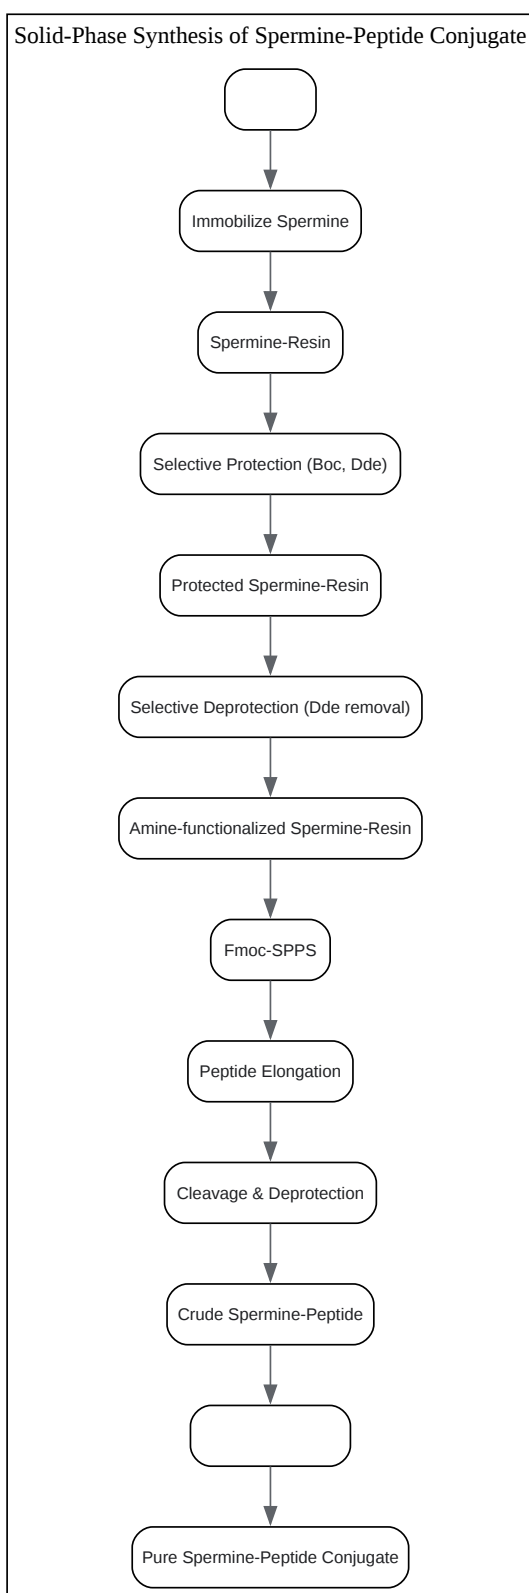 Solid-Phase Synthesis of Spermine-Peptide Conjugate
Immobilize Spermine
Spermine-Resin
Selective Protection (Boc, Dde)
Protected Spermine-Resin
Selective Deprotection (Dde removal)
Amine-functionalized Spermine-Resin
Fmoc-SPPS
Peptide Elongation
Cleavage & Deprotection
Crude Spermine-Peptide
Pure Spermine-Peptide Conjugate